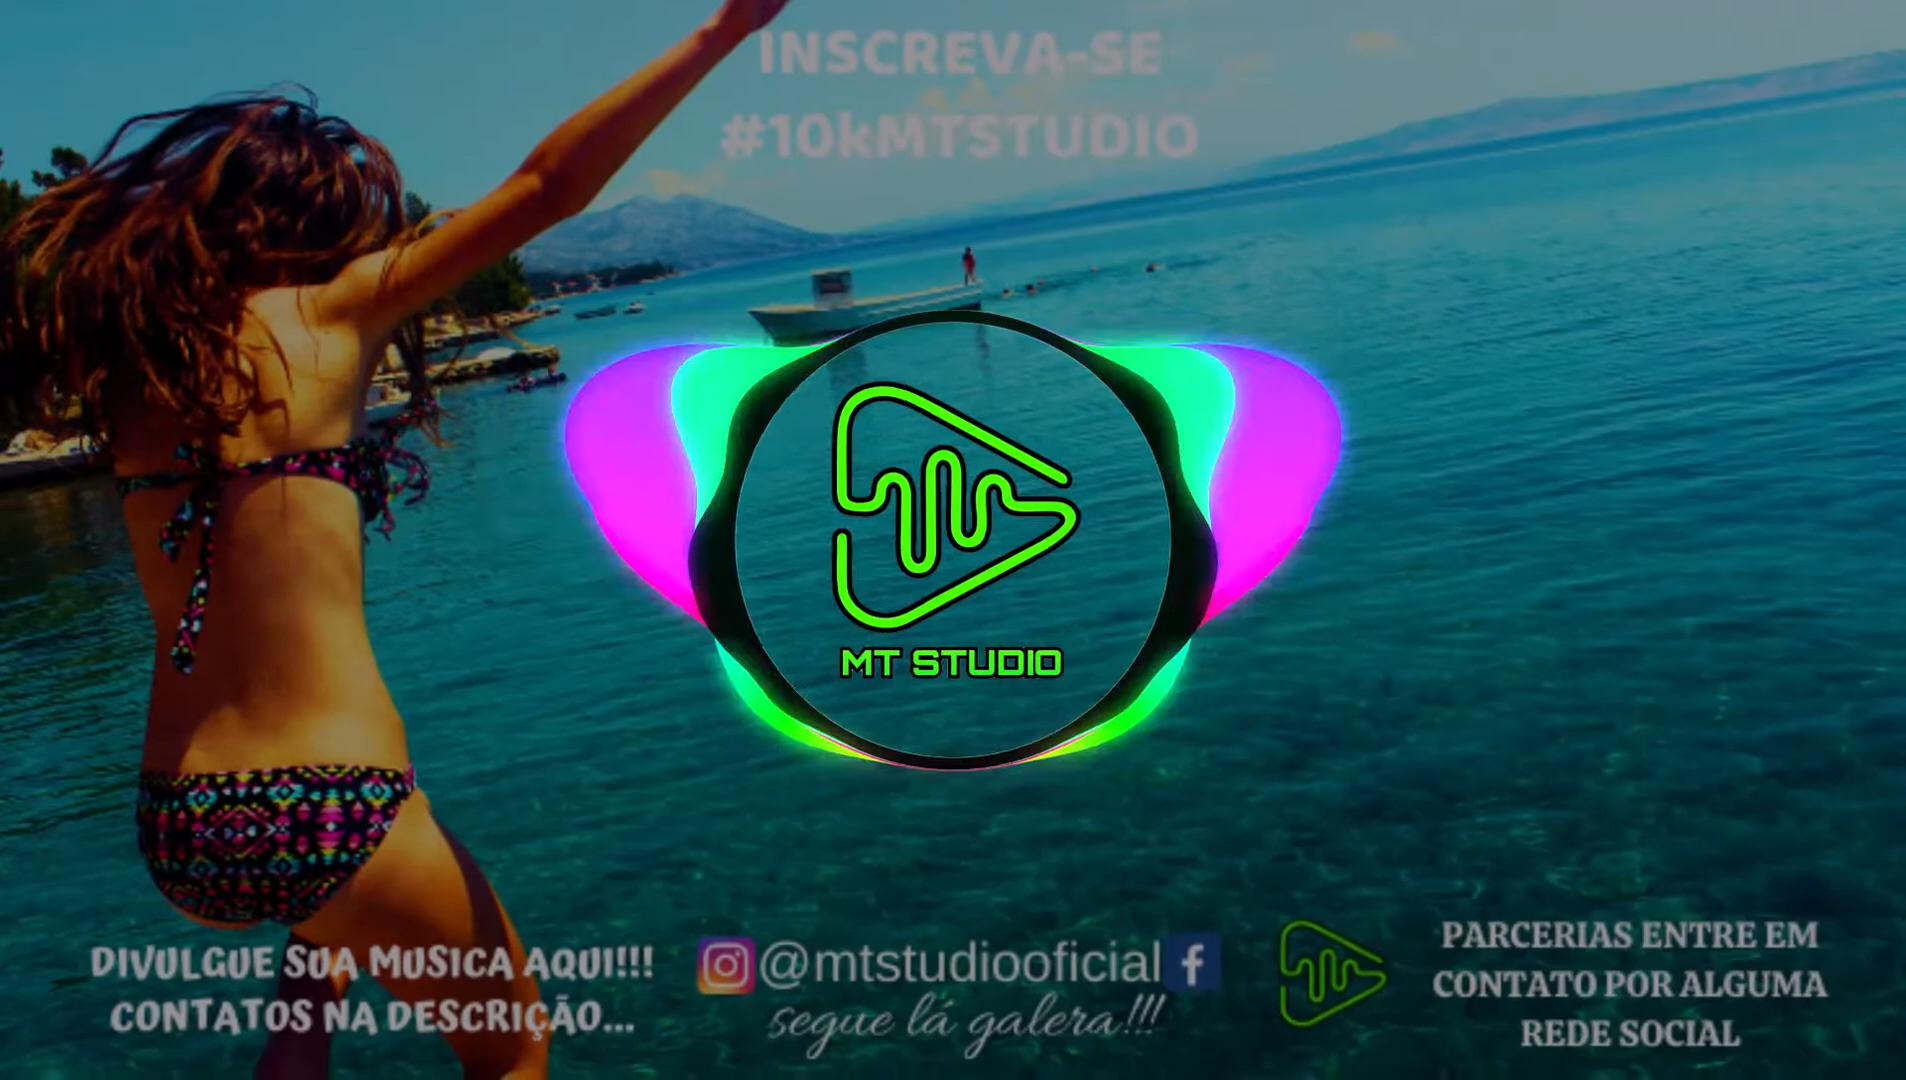 INSCREVA-SE
#10kMTSTUDIO
MT STUDIO
DIVULGUE SUA MUSICA AQUI!!!
CONTATOS NA DESCRIÇÃO...
@mtstudiooficial
segue lá galera!!!
PARCERIAS ENTRE EM
CONTATO POR ALGUMA
REDE SOCIAL